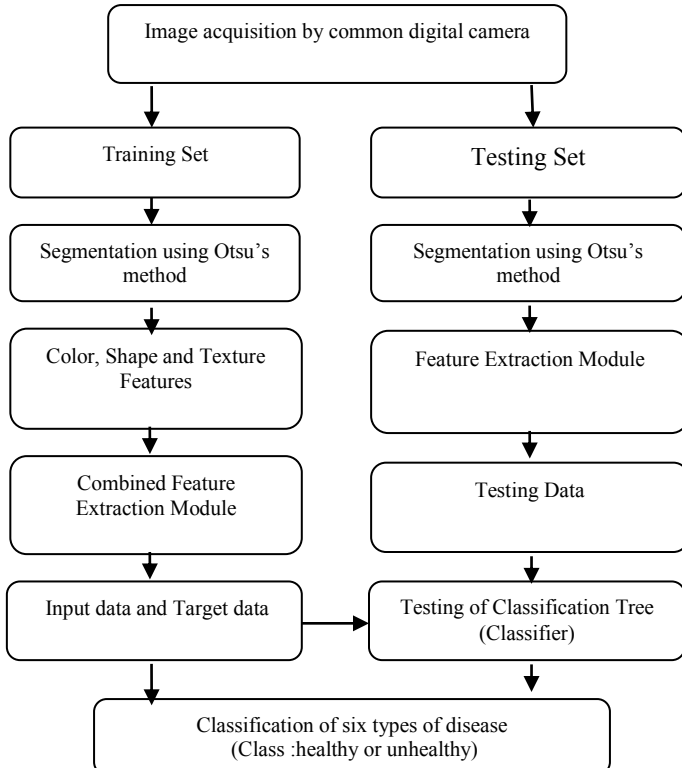 Image acquisition by common digital camera
Training Set
Testing Set
Segmentation using Otsu’s
method
Segmentation using Otsu’s
method
Color, Shape and Texture
Features
Feature Extraction Module
Combined Feature
Extraction Module
Testing Data
Input data and Target data
Testing of Classification Tree
(Classifier)
Classification of six types of disease
(Class :healthy or unhealthy)